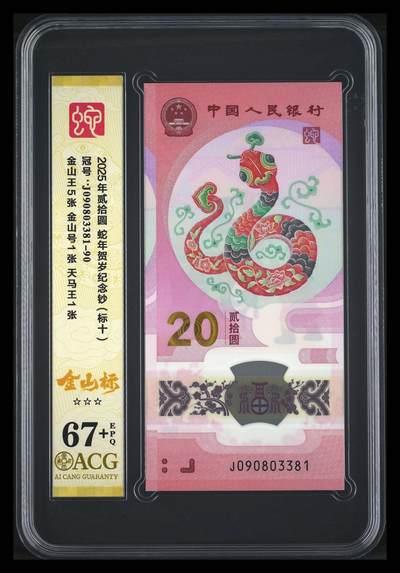 蛇
2025年贰拾圆 蛇年贺岁纪念钞（标十）
冠号：J090803381-90
金山王5张 金山号1张 天马王1张
金山标
☆☆☆
67+ EPQ
ACG
AI CANG GUARANTY
中国人民银行
蛇
20
贰拾圆
J090803381